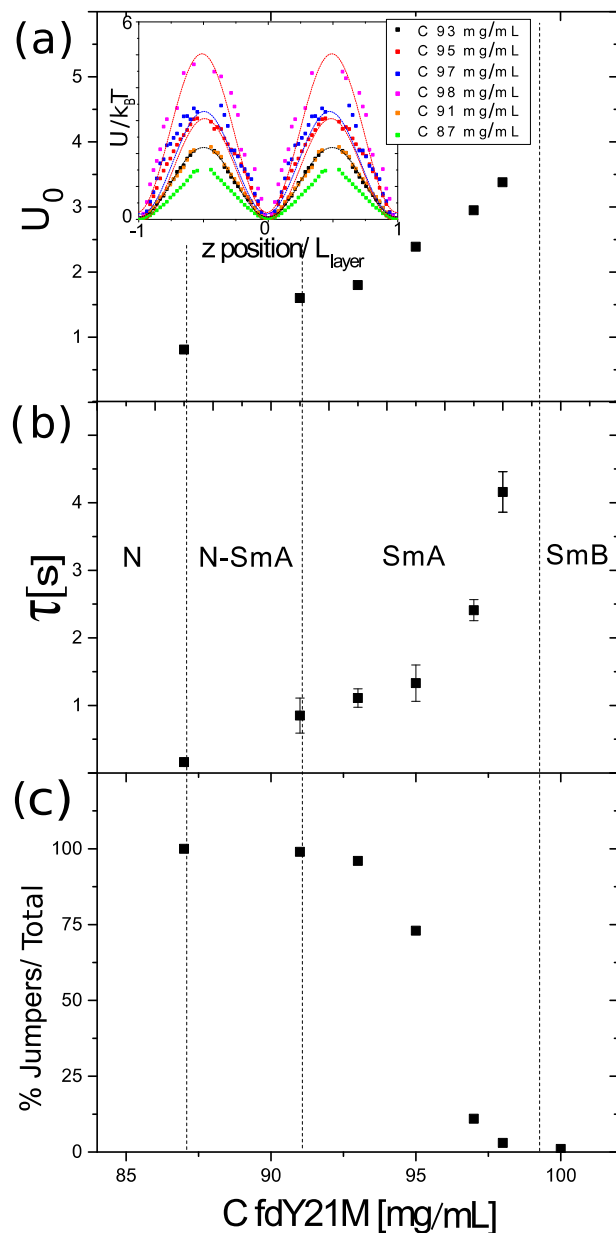 (a)
U₀
5
4
3
2
1
6
0
U/k_BT
-1 0 1
z position/ L_layer
C 93 mg/mL
C 95 mg/mL
C 97 mg/mL
C 98 mg/mL
C 91 mg/mL
C 87 mg/mL
(b)
τ[s]
4
3
2
1
N N-SmA SmA SmB
(c)
% Jumpers/ Total
100
75
50
25
0
85 90 95 100
C fdY21M [mg/mL]